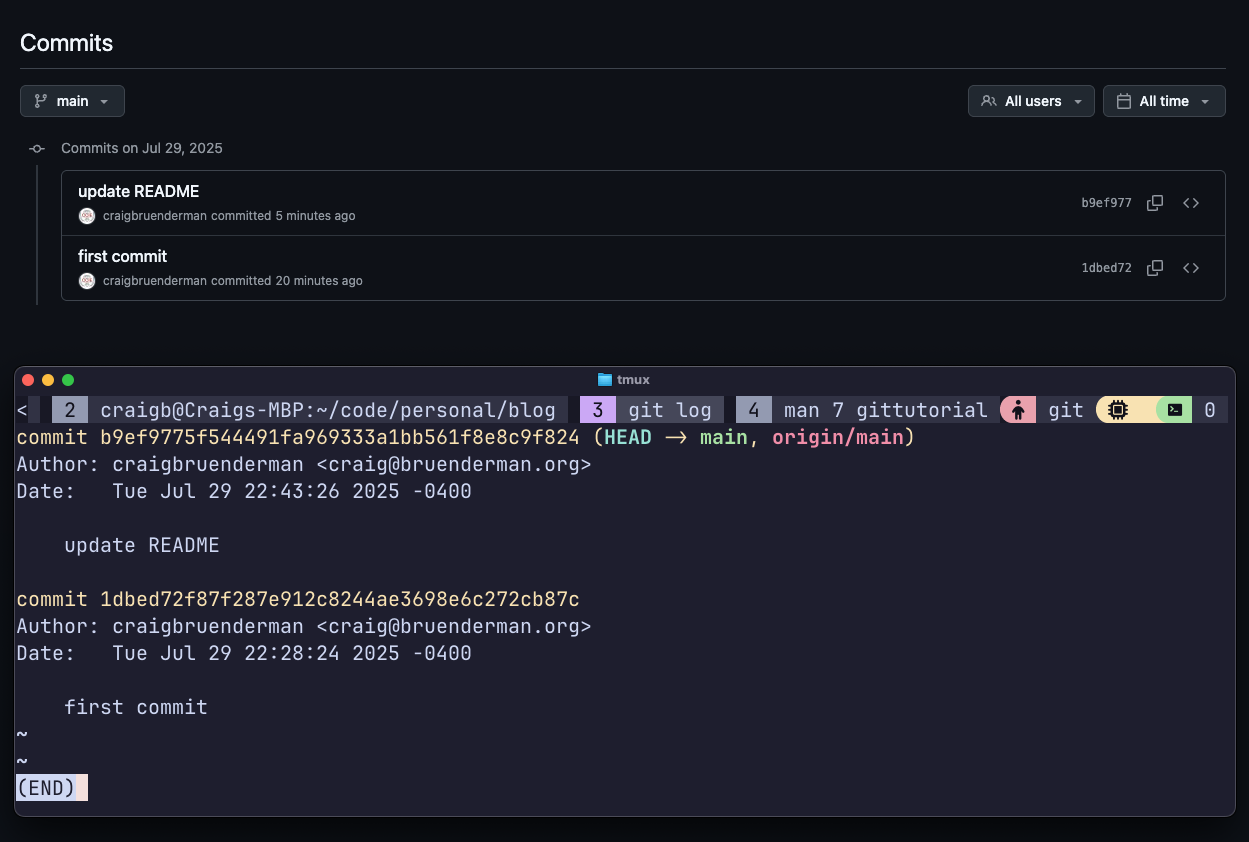 Commits
main
All users
All time
Commits on Jul 29, 2025
update README
craigbruenderman committed 5 minutes ago
b9ef977
first commit
craigbruenderman committed 20 minutes ago
1dbed72
tmux
< 2 craigb@Craigs-MBP:~/code/personal/blog 3 git log 4 man 7 gittutorial git 0
commit b9ef9775f544491fa969333a1bb561f8e8c9f824 (HEAD -> main, origin/main)
Author: craigbruenderman <craig@bruenderman.org>
Date:   Tue Jul 29 22:43:26 2025 -0400
update README
commit 1dbed72f87f287e912c8244ae3698e6c272cb87c
Author: craigbruenderman <craig@bruenderman.org>
Date:   Tue Jul 29 22:28:24 2025 -0400
first commit
~
~
(END)